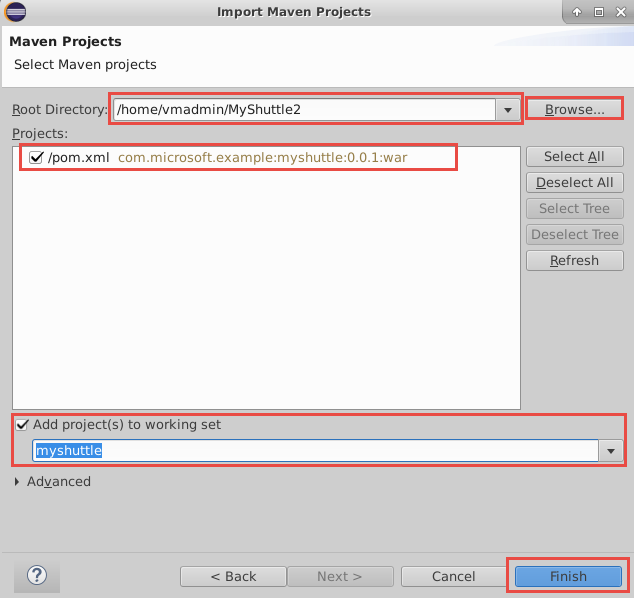 Import Maven Projects
Maven Projects
Select Maven projects
Root Directory: /home/vmadmin/MyShuttle2 Browse...
Projects:
/pom.xml com.microsoft.example:myshuttle:0.0.1:war
Select All
Deselect All
Select Tree
Deselect Tree
Refresh
Add project(s) to working set
myshuttle
Advanced
? < Back Next > Cancel Finish